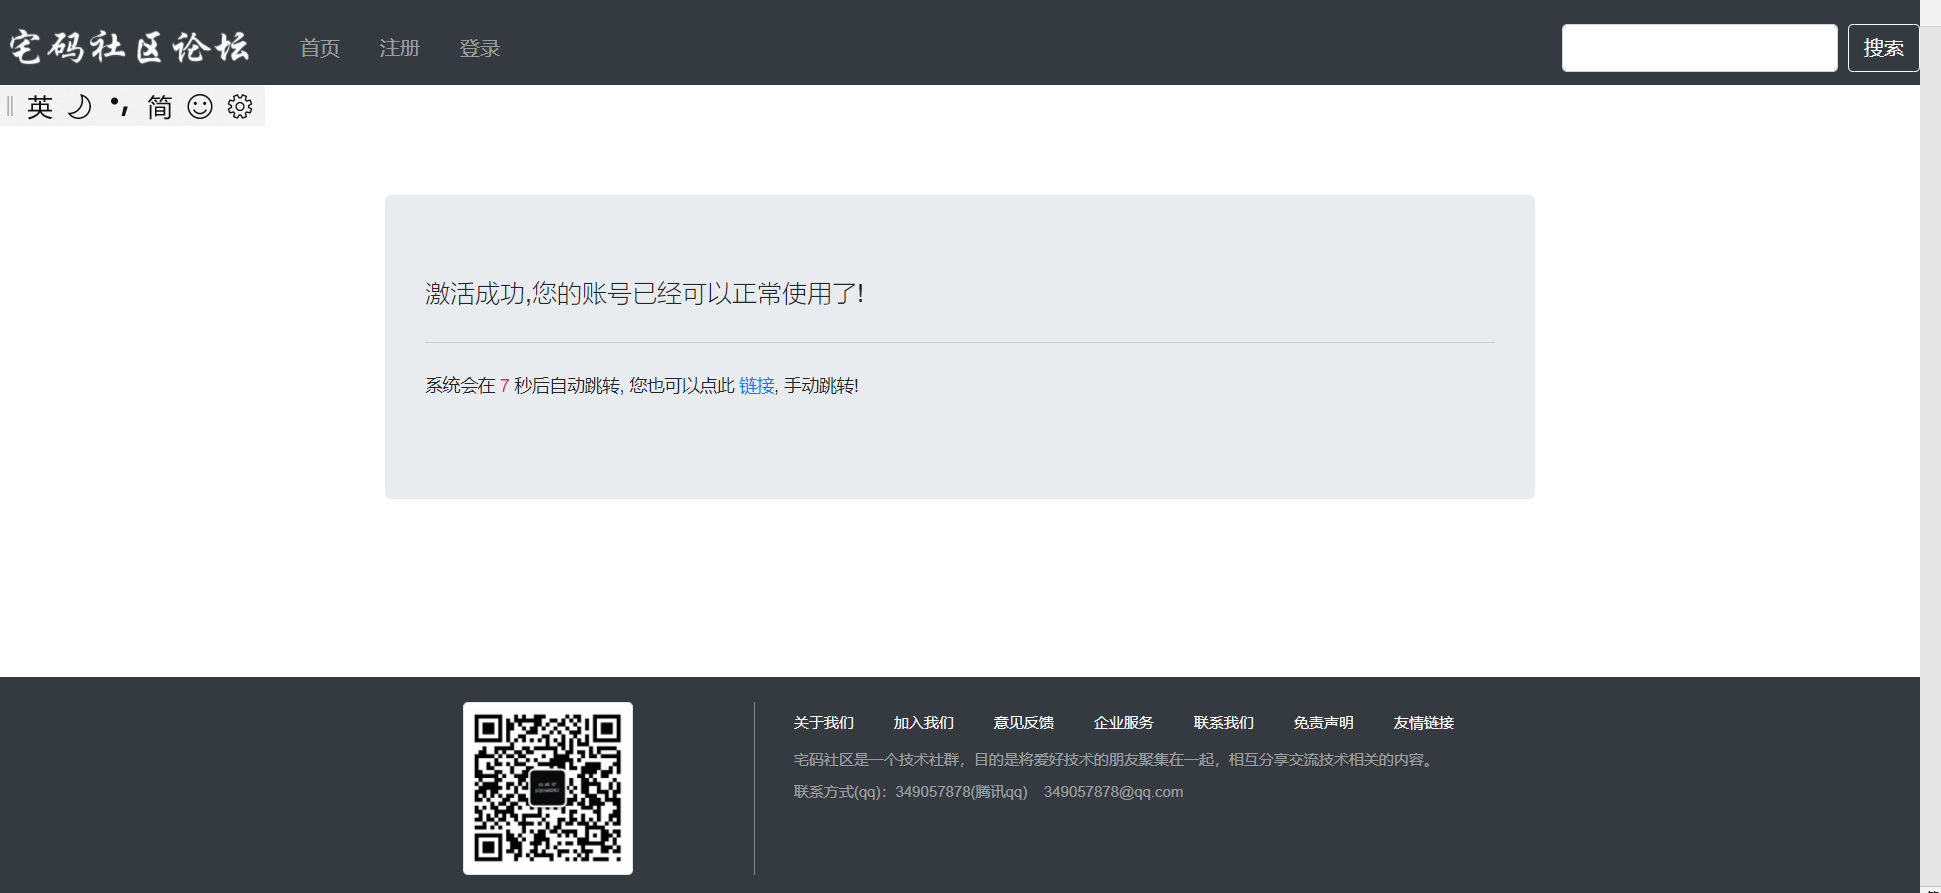 宅码社区论坛 首页 注册 登录 搜索
英 简
激活成功,您的账号已经可以正常使用了!
系统会在 7 秒后自动跳转, 您也可以点此 链接, 手动跳转!
关于我们 加入我们 意见反馈 企业服务 联系我们 免责声明 友情链接
宅码社区是一个技术社群，目的是将爱好技术的朋友聚集在一起，相互分享交流技术相关的内容。
联系方式(qq)：349057878(腾讯qq) 349057878@qq.com